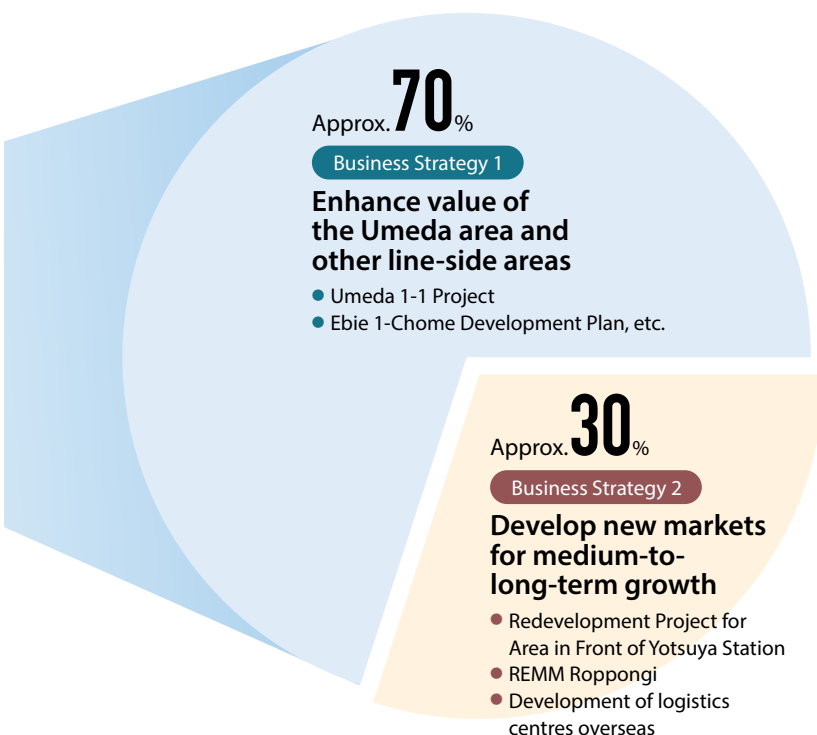 Approx. 70%
Business Strategy 1
Enhance value of
the Umeda area and
other line-side areas
● Umeda 1-1 Project
● Ebie 1-Chome Development Plan, etc.
Approx. 30%
Business Strategy 2
Develop new markets
for medium-to-
long-term growth
● Redevelopment Project for
Area in Front of Yotsuya Station
● REMM Roppongi
● Development of logistics
centres overseas